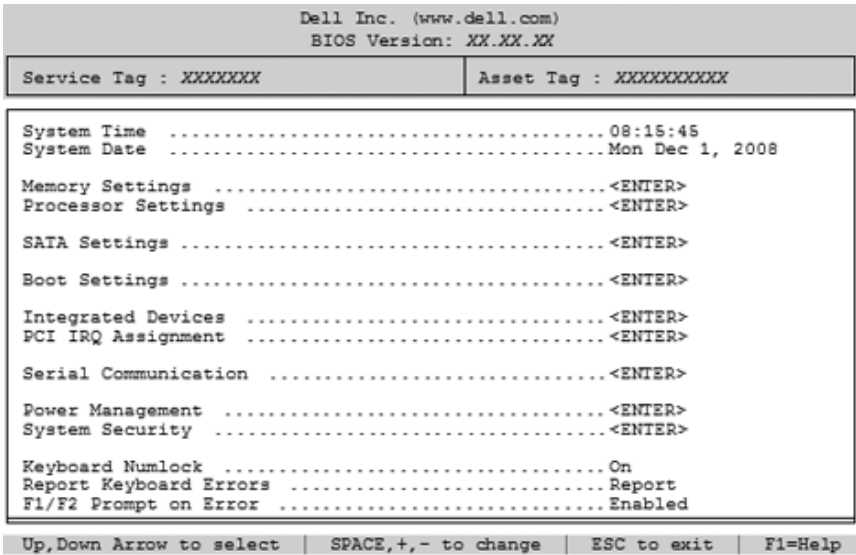 Dell Inc. (www.dell.com)
BIOS Version: XX.XX.XX
Service Tag : XXXXXXX | Asset Tag : XXXXXXXXXX
System Time .......................................08:15:45
System Date .......................................Mon Dec 1, 2008
Memory Settings ...................................<ENTER>
Processor Settings ................................<ENTER>
SATA Settings ......................................<ENTER>
Boot Settings ......................................<ENTER>
Integrated Devices ................................<ENTER>
PCI IRQ Assignment ................................<ENTER>
Serial Communication ..............................<ENTER>
Power Management ..................................<ENTER>
System Security ...................................<ENTER>
Keyboard Numlock ..................................On
Report Keyboard Errors ............................Report
F1/F2 Prompt on Error .............................Enabled
Up,Down Arrow to select | SPACE,+,- to change | ESC to exit | F1=Help